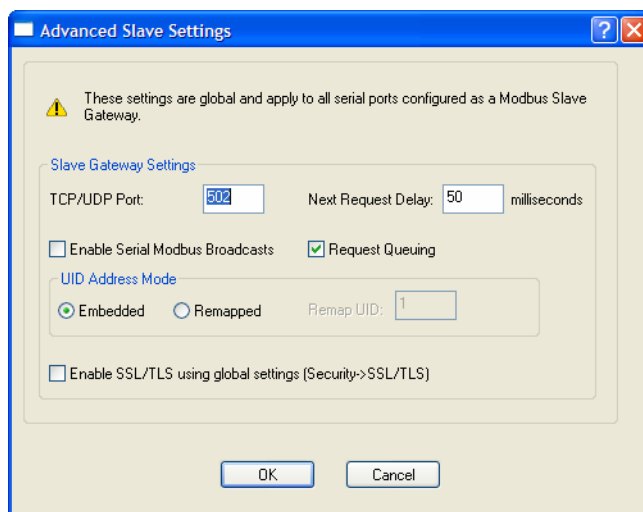 Advanced Slave Settings
These settings are global and apply to all serial ports configured as a Modbus Slave
Gateway.
Slave Gateway Settings
TCP/UDP Port: 502 Next Request Delay: 50 milliseconds
Enable Serial Modbus Broadcasts Request Queuing
UID Address Mode
Embedded Remapped Remap UID: 1
Enable SSL/TLS using global settings (Security->SSL/TLS)
OK Cancel